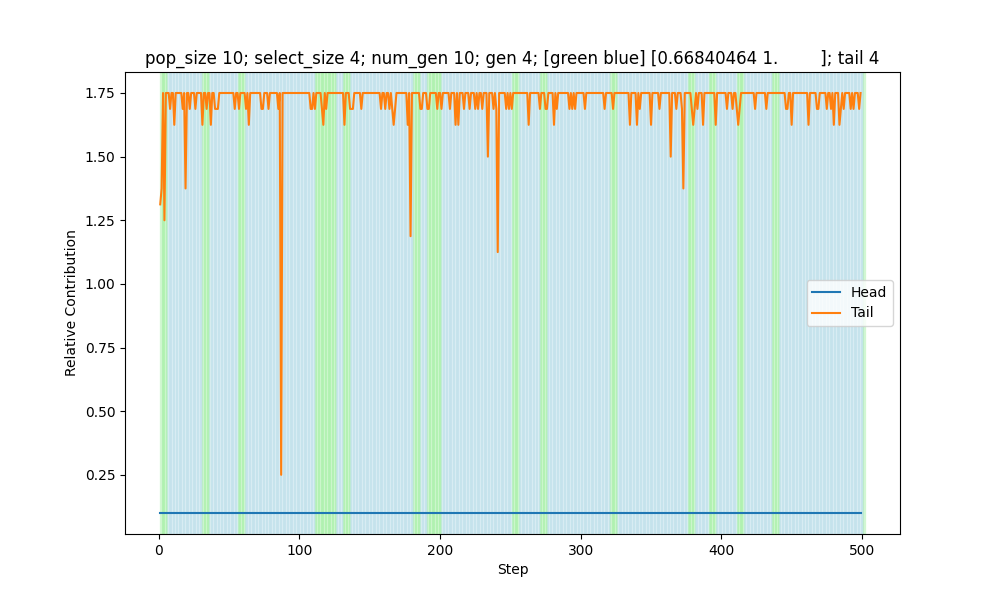 pop_size 10; select_size 4; num_gen 10; gen 4; [green blue] [0.66840464 1.         ]; tail 4
1.75
1.50
1.25
1.00
0.75
0.50
0.25
Relative Contribution
Head
Tail
0 100 200 300 400 500
Step